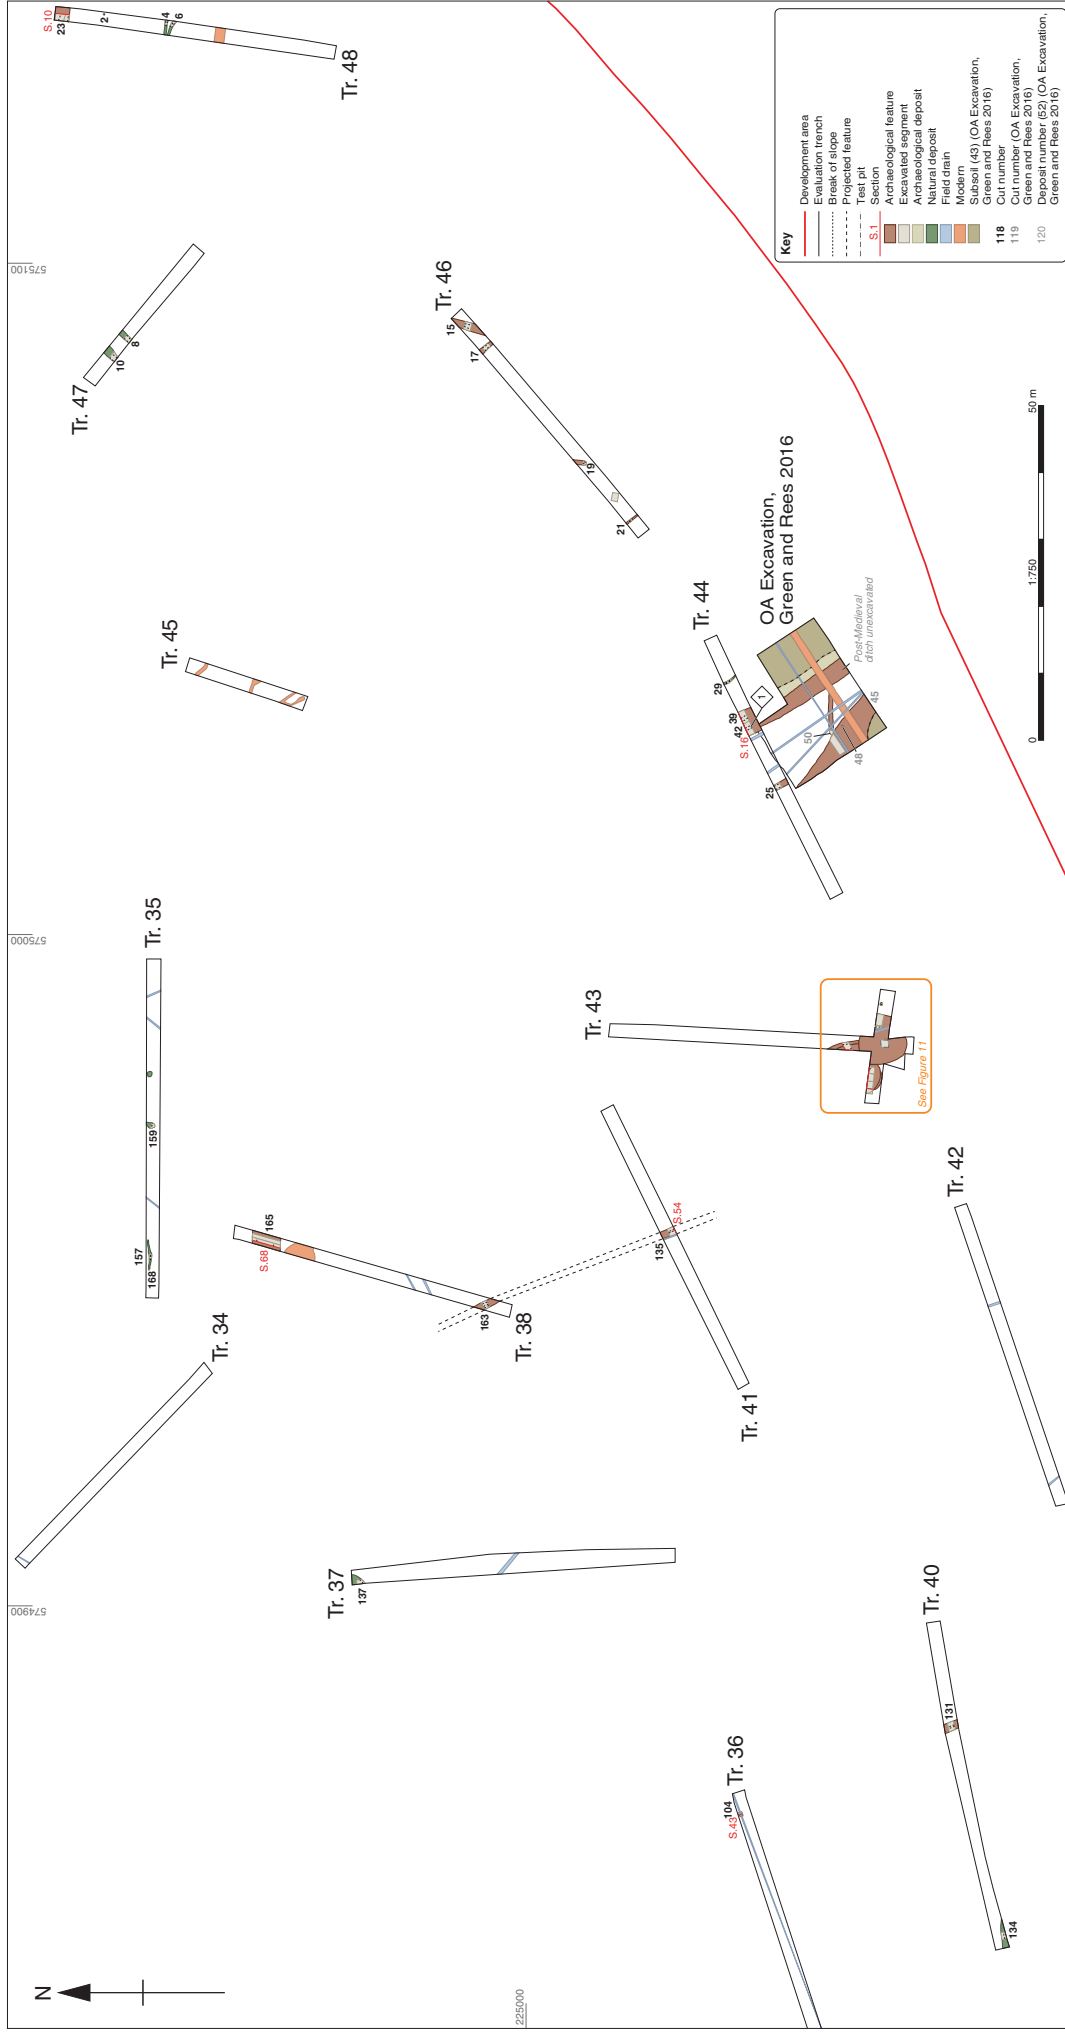 N
575100
575000
574900
225000
S.10
23
2
4
6
Tr. 48
Tr. 47
10
8
Tr. 46
15
17
19
21
Tr. 45
Tr. 44
29
39
42
S.16
1
25
OA Excavation,
Green and Rees 2016
Post-Medieval
ditch unexcavated
50
48
45
Tr. 35
159
157
168
Tr. 34
165
S.68
163
Tr. 38
Tr. 43
See Figure 11
135
S.54
Tr. 41
Tr. 42
Tr. 37
137
Tr. 40
131
134
Tr. 36
104
S.43
0
1:750
50 m
Key
Development area
Evaluation trench
Break of slope
Projected feature
Test pit
S.1 Section
Archaeological feature
Excavated segment
Archaeological deposit
Natural deposit
Field drain
Modern
Subsoil (43) (OA Excavation,
Green and Rees 2016)
118 Cut number
119 Cut number (OA Excavation,
Green and Rees 2016)
120 Deposit number (52) (OA Excavation,
Green and Rees 2016)